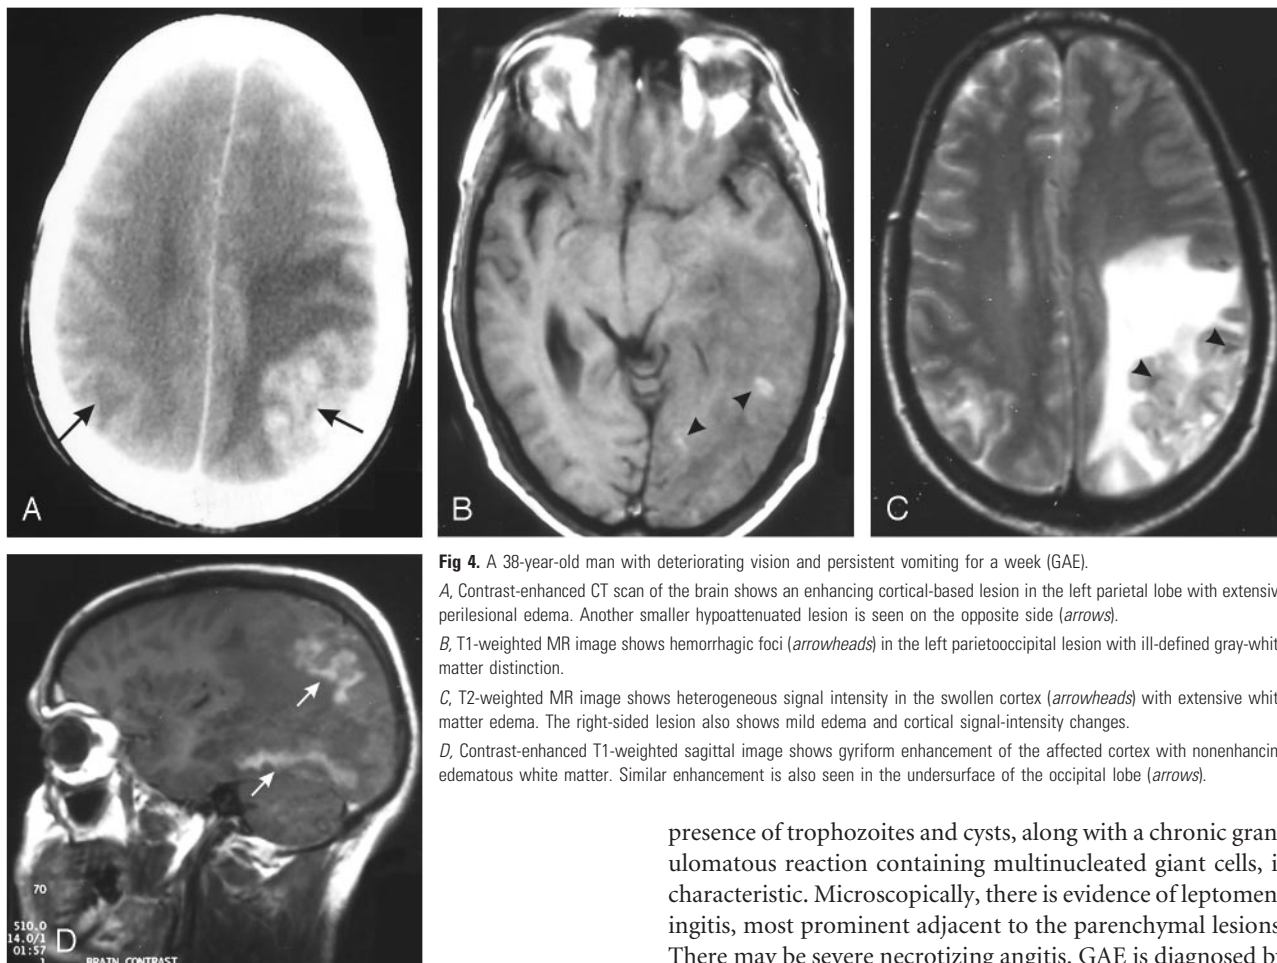 A
B
C
Fig 4. A 38-year-old man with deteriorating vision and persistent vomiting for a week (GAE).
A, Contrast-enhanced CT scan of the brain shows an enhancing cortical-based lesion in the left parietal lobe with extensiv
perilesional edema. Another smaller hypoattenuated lesion is seen on the opposite side (arrows).
B, T1-weighted MR image shows hemorrhagic foci (arrowheads) in the left parietooccipital lesion with ill-defined gray-whit
matter distinction.
C, T2-weighted MR image shows heterogeneous signal intensity in the swollen cortex (arrowheads) with extensive whit
matter edema. The right-sided lesion also shows mild edema and cortical signal-intensity changes.
D, Contrast-enhanced T1-weighted sagittal image shows gyriform enhancement of the affected cortex with nonenhancin
edematous white matter. Similar enhancement is also seen in the undersurface of the occipital lobe (arrows).
70
510.0
14.0/1
01:57
1
D
BRAIN CONTRAST
presence of trophozoites and cysts, along with a chronic gran
ulomatous reaction containing multinucleated giant cells, i
characteristic. Microscopically, there is evidence of leptomen
ingitis, most prominent adjacent to the parenchymal lesions
There may be severe necrotizing angitis. GAE is diagnosed b